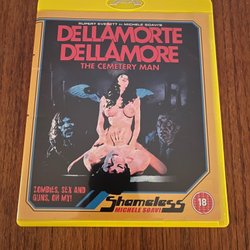 RUPERT EVERETT IN MICHELE SOAVI'S
DELLAMORTE
DELLAMORE
THE CEMETERY MAN
ZOMBIES, SEX AND
GUNS, OH MY!
Shameless
MICHELE SOAVI
18